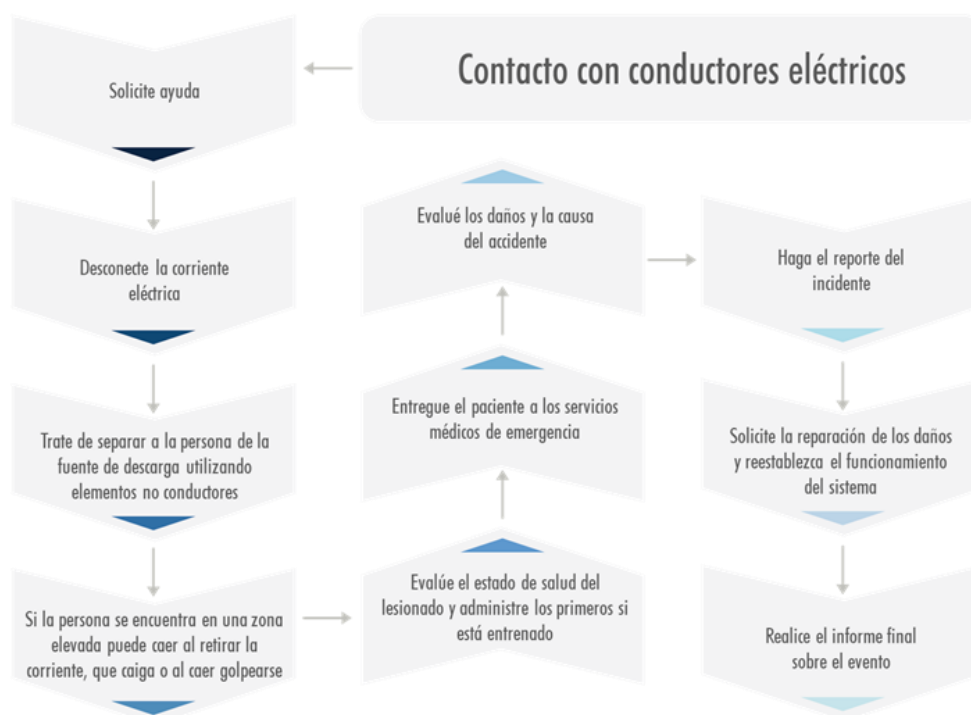 Contacto con conductores eléctricos
Solicite ayuda
Desconecte la corriente
eléctrica
Trate de separar a la persona de la
fuente de descarga utilizando
elementos no conductores
Si la persona se encuentra en una zona
elevada puede caer al retirar la
corriente, que caiga o al caer golpearse
Evalúe el estado de salud del
lesionado y administre los primeros si
está entrenado
Entregue el paciente a los servicios
médicos de emergencia
Evalué los daños y la causa
del accidente
Haga el reporte del
incidente
Solicite la reparación de los daños
y reestablezca el funcionamiento
del sistema
Realice el informe final
sobre el evento